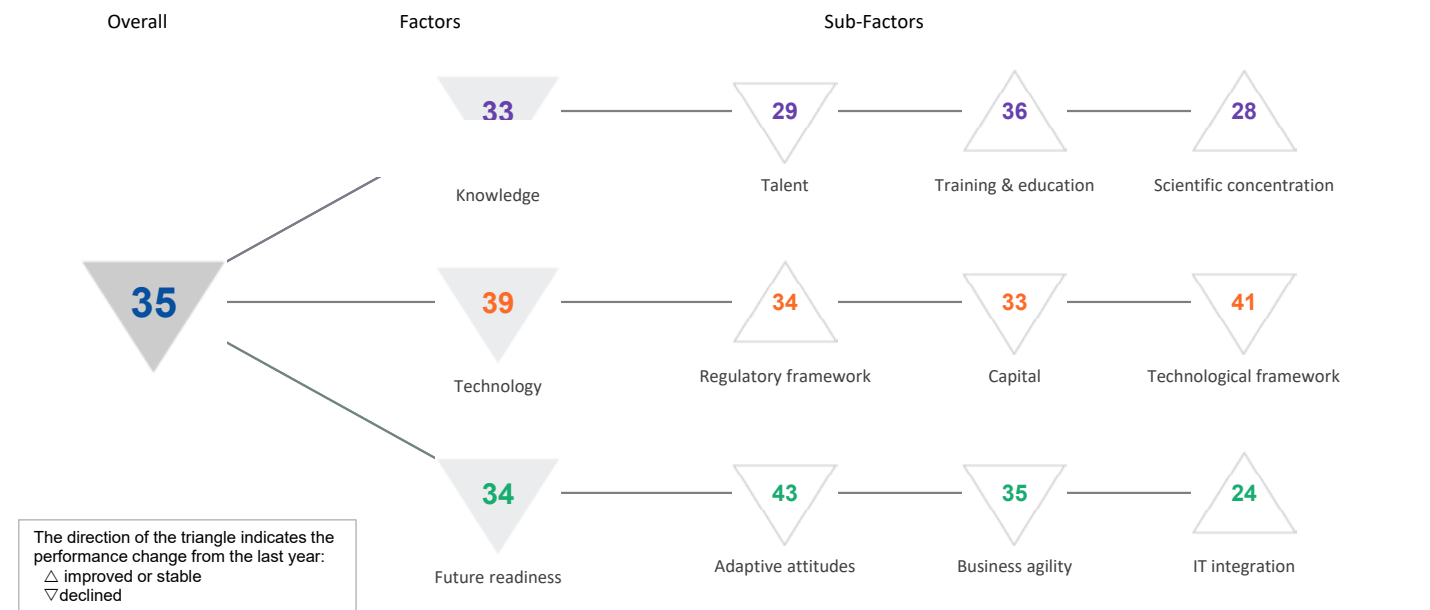 Overall Factors Sub-Factors
33 29 36 28
Knowledge Talent Training & education Scientific concentration
35 39 34 33 41
Technology Regulatory framework Capital Technological framework
34 43 35 24
Future readiness Adaptive attitudes Business agility IT integration
The direction of the triangle indicates the
performance change from the last year:
△ improved or stable
▽declined